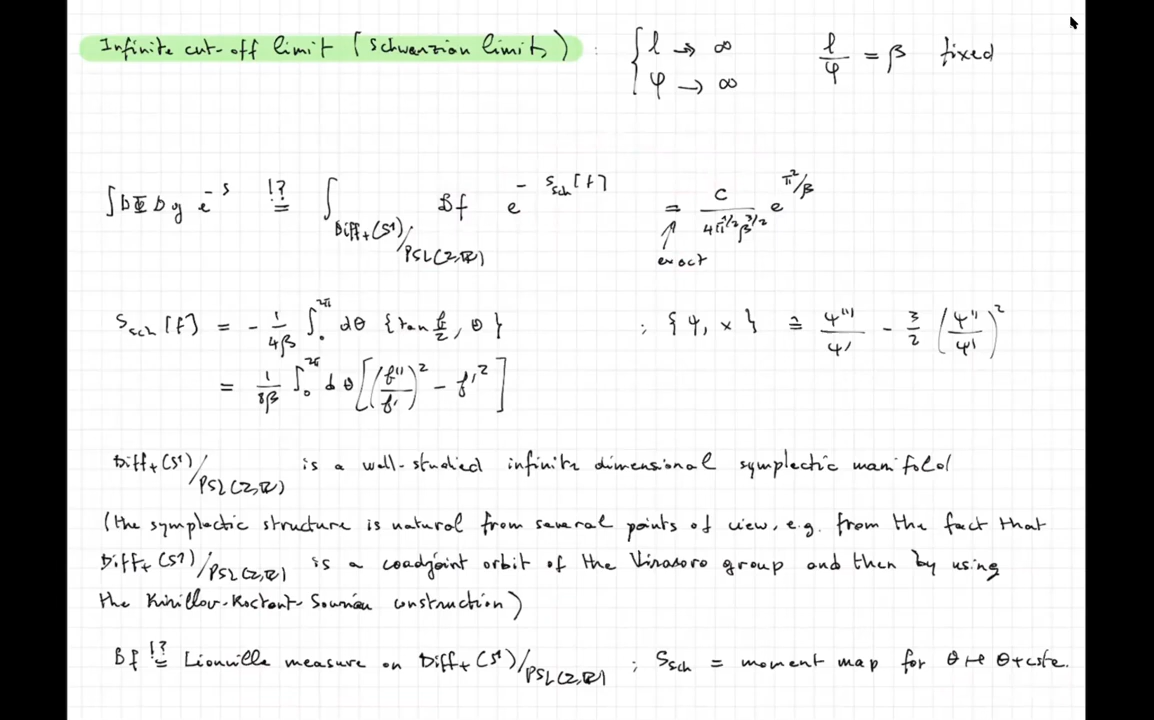 Infinite cut-off limit (Schwarzian limit) : { l → ∞ , φ → ∞    l/φ = β fixed
∫DΦ Dg e^{-S} =^{!?} ∫_{Diff₊(S¹)/PSL(2,ℝ)} Df e^{-S_Sch[f]} = C/(4π^{1/2}β^{3/2}) e^{π²/β}
↑
exact
S_Sch[f] = - 1/(4β) ∫₀^{2π} dθ {tan f/2, θ}    ; {ψ, x} ≙ ψ'''/ψ' - 3/2 (ψ''/ψ')²
= 1/(8β) ∫₀^{2π} dθ [(f''/f')² - f'²]
Diff₊(S¹)/PSL(2,ℝ) is a well-studied infinite dimensional symplectic manifold
(the symplectic structure is natural from several points of view, e.g. from the fact that
Diff₊(S¹)/PSL(2,ℝ) is a coadjoint orbit of the Virasoro group and then by using
the Kirillov-Kostant-Souriau construction)
Df =^{!?} Liouville measure on Diff₊(S¹)/PSL(2,ℝ) ; S_Sch = moment map for θ ↦ θ+cste.